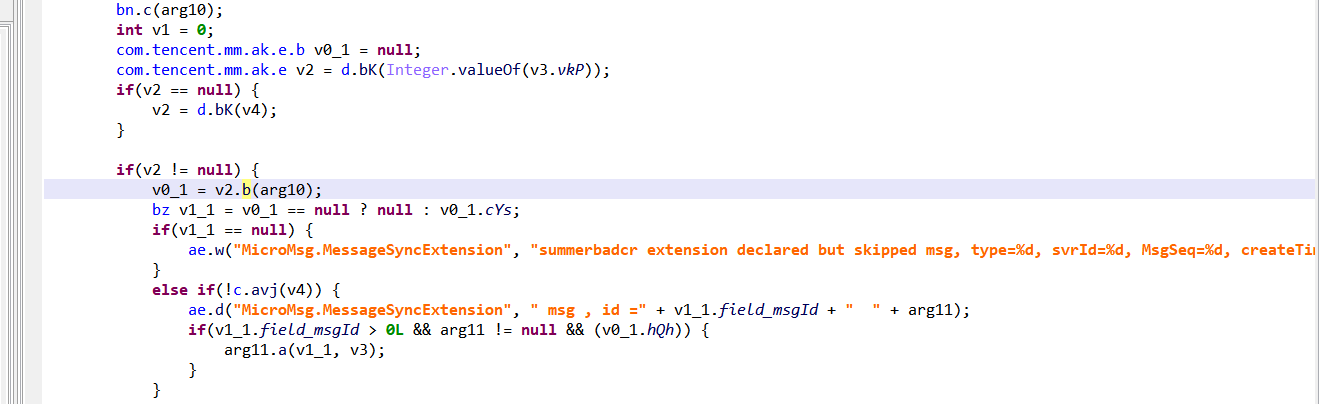 bn.c(arg10);
int v1 = 0;
com.tencent.mm.ak.e.b v0_1 = null;
com.tencent.mm.ak.e v2 = d.bK(Integer.valueOf(v3.vkP));
if(v2 == null) {
v2 = d.bK(v4);
}
if(v2 != null) {
v0_1 = v2.b(arg10);
bz v1_1 = v0_1 == null ? null : v0_1.cYs;
if(v1_1 == null) {
ae.w("MicroMsg.MessageSyncExtension", "summerbadcr extension declared but skipped msg, type=%d, svrId=%d, MsgSeq=%d,
}
else if(!c.avj(v4)) {
ae.d("MicroMsg.MessageSyncExtension", " msg , id =" + v1_1.field_msgId + "  " + arg11);
if(v1_1.field_msgId > 0L && arg11 != null && (v0_1.hQh)) {
arg11.a(v1_1, v3);
}
}